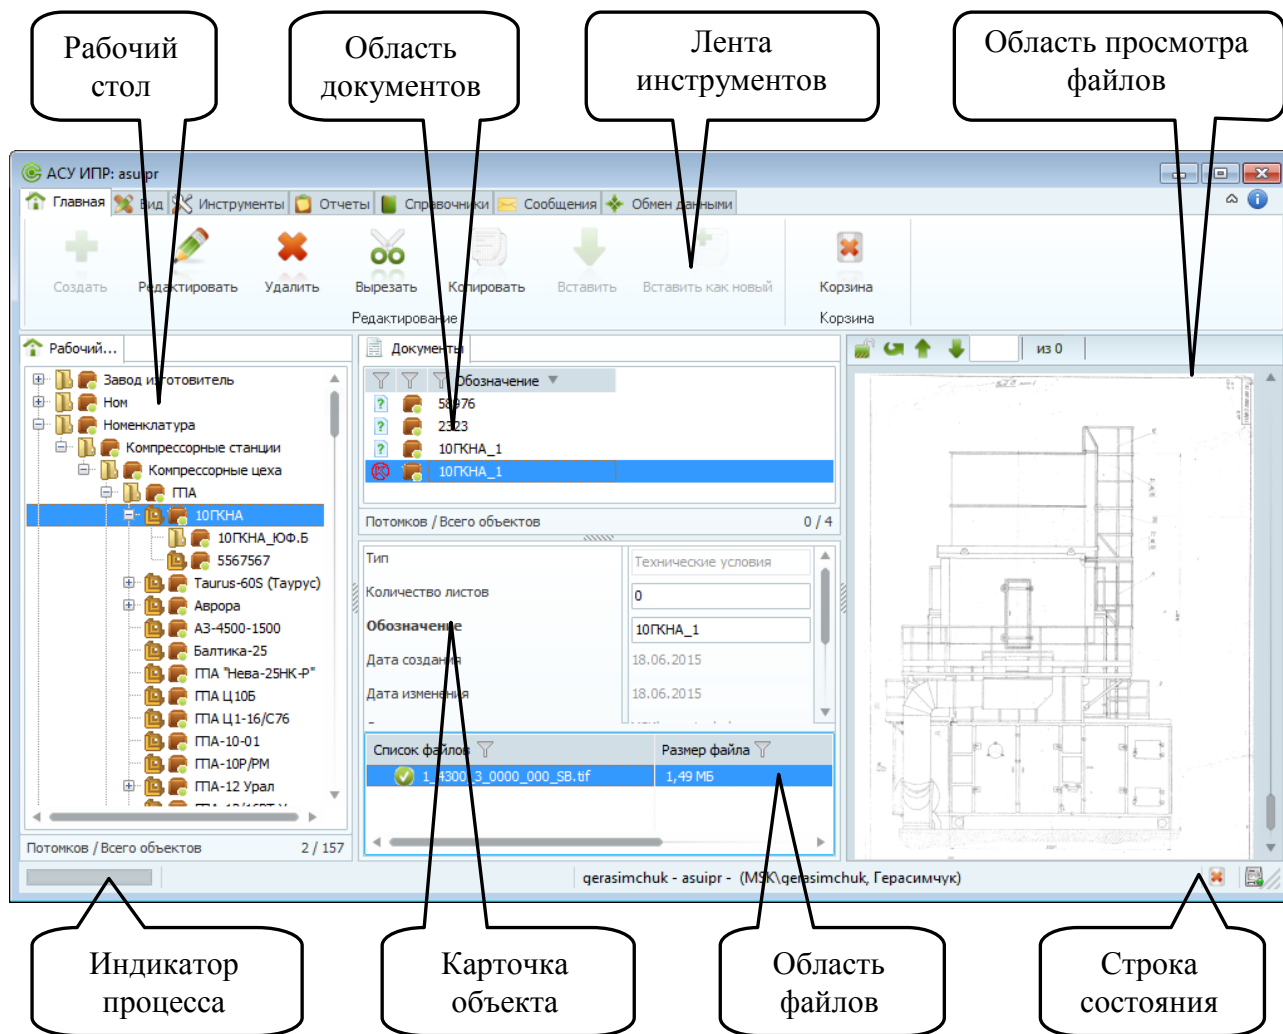 Рабочий
стол
Область
документов
Лента
инструментов
Область просмотра
файлов
АСУ ИПР: asuipr
Главная Вид Инструменты Отчеты Справочники Сообщения Обмен данными
Создать Редактировать Удалить Вырезать Копировать Вставить Вставить как новый Корзина
Редактирование Корзина
Рабочий...
Завод изготовитель
Ном
Номенклатура
Компрессорные станции
Компрессорные цеха
ГПА
10ГКНА
10ГКНА_ЮФ.Б
5567567
Taurus-60S (Таурус)
Аврора
АЗ-4500-1500
Балтика-25
ГПА "Нева-25НК-Р"
ГПА Ц10Б
ГПА Ц1-16/С76
ГПА-10-01
ГПА-10Р/РМ
ГПА-12 Урал
Потомков / Всего объектов 2 / 157
Документы
Обозначение
58976
2323
10ГКНА_1
10ГКНА_1
Потомков / Всего объектов 0 / 4
Тип Технические условия
Количество листов 0
Обозначение 10ГКНА_1
Дата создания 18.06.2015
Дата изменения 18.06.2015
Список файлов Размер файла
1_4300_3_0000_000_SB.tif 1,49 МБ
из 0
gerasimchuk - asuipr - (MSK\gerasimchuk, Герасимчук)
Индикатор
процесса
Карточка
объекта
Область
файлов
Строка
состояния